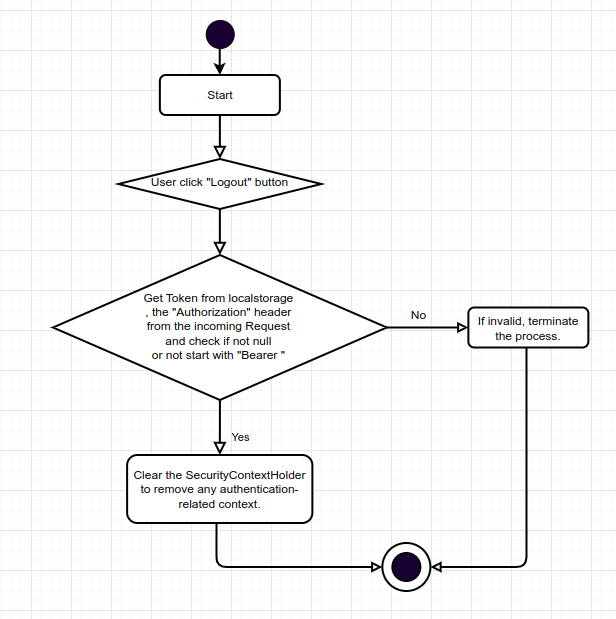 Start
User click "Logout" button
Get Token from localstorage
, the "Authorization" header
from the incoming Request
and check if not null
or not start with "Bearer "
No
If invalid, terminate
the process.
Yes
Clear the SecurityContextHolder
to remove any authentication-
related context.